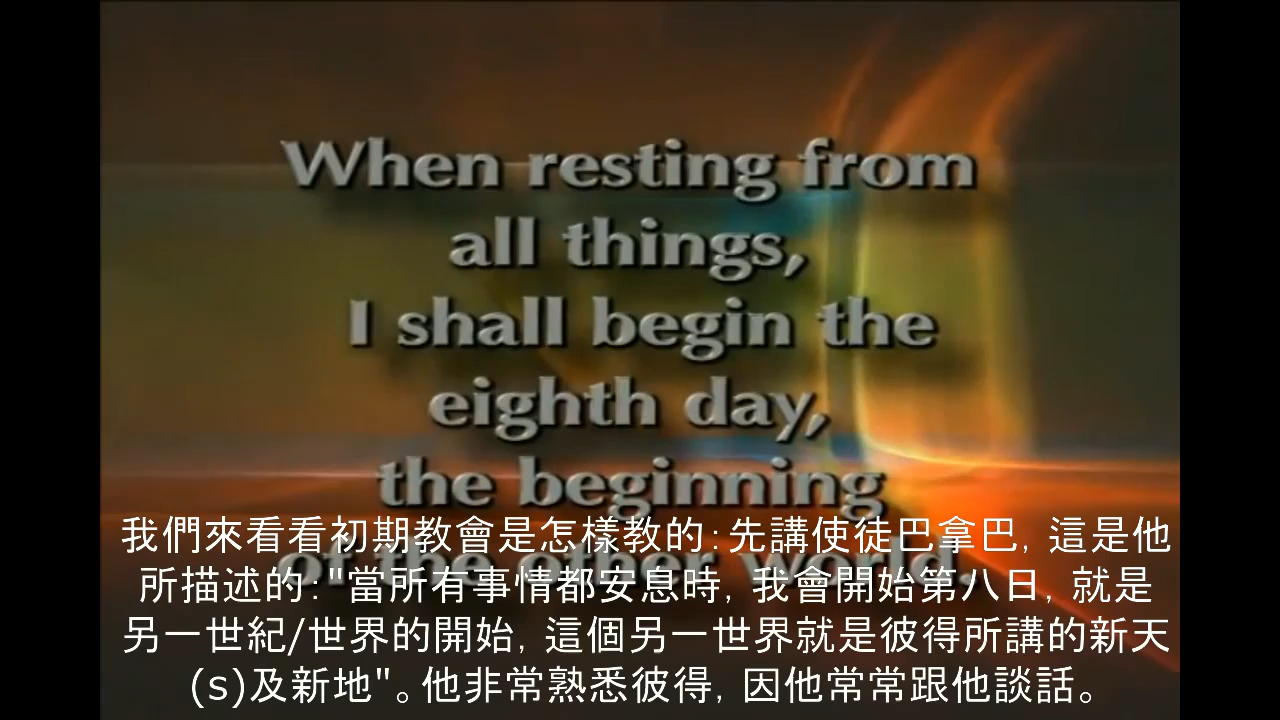 When resting from
all things,
I shall begin the
eighth day,
the beginning
of the other world.
我們來看看初期教會是怎樣教的:先講使徒巴拿巴, 這是他
所描述的:"當所有事情都安息時, 我會開始第八日, 就是
另一世紀/世界的開始, 這個另一世界就是彼得所講的新天
(s)及新地"。他非常熟悉彼得, 因他常常跟他談話。